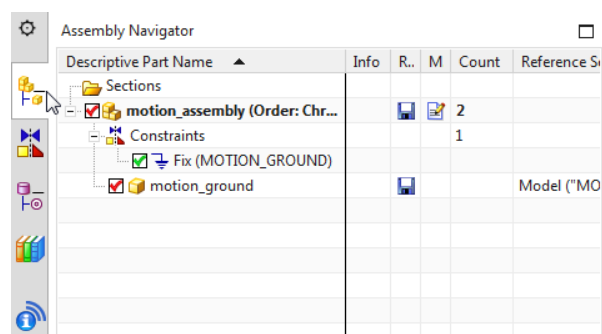 Assembly Navigator
Descriptive Part Name Info R.. M Count Reference S
Sections
motion_assembly (Order: Chr... 2
Constraints 1
Fix (MOTION_GROUND)
motion_ground Model ("MO